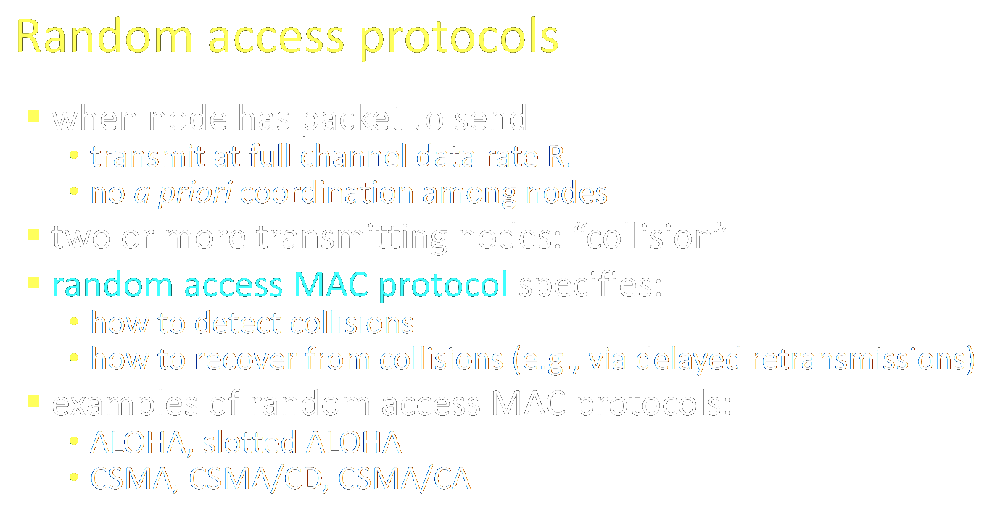 Random access protocols
when node has packet to send
transmit at full channel data rate R.
no a priori coordination among nodes
two or more transmitting nodes: “collision”
random access MAC protocol specifies:
how to detect collisions
how to recover from collisions (e.g., via delayed retransmissions)
examples of random access MAC protocols:
ALOHA, slotted ALOHA
CSMA, CSMA/CD, CSMA/CA